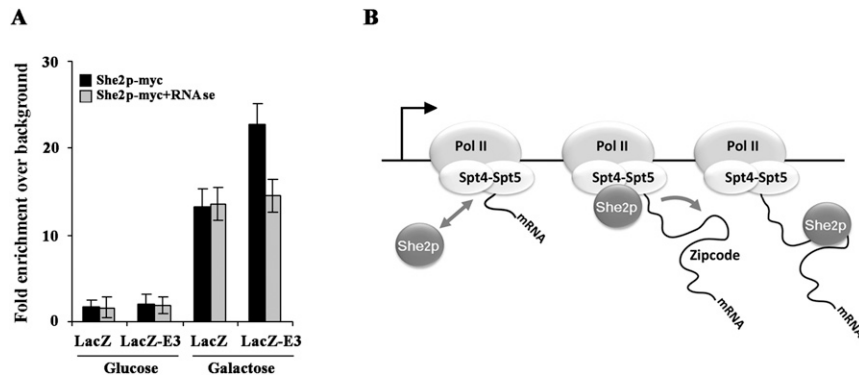 A
Fold enrichment over background
30
20
10
0
She2p-myc
She2p-myc+RNAse
LacZ LacZ-E3 LacZ LacZ-E3
Glucose Galactose
B
Pol II Pol II Pol II
Spt4-Spt5 Spt4-Spt5 Spt4-Spt5
She2p She2p She2p
mRNA Zipcode
mRNA mRNA